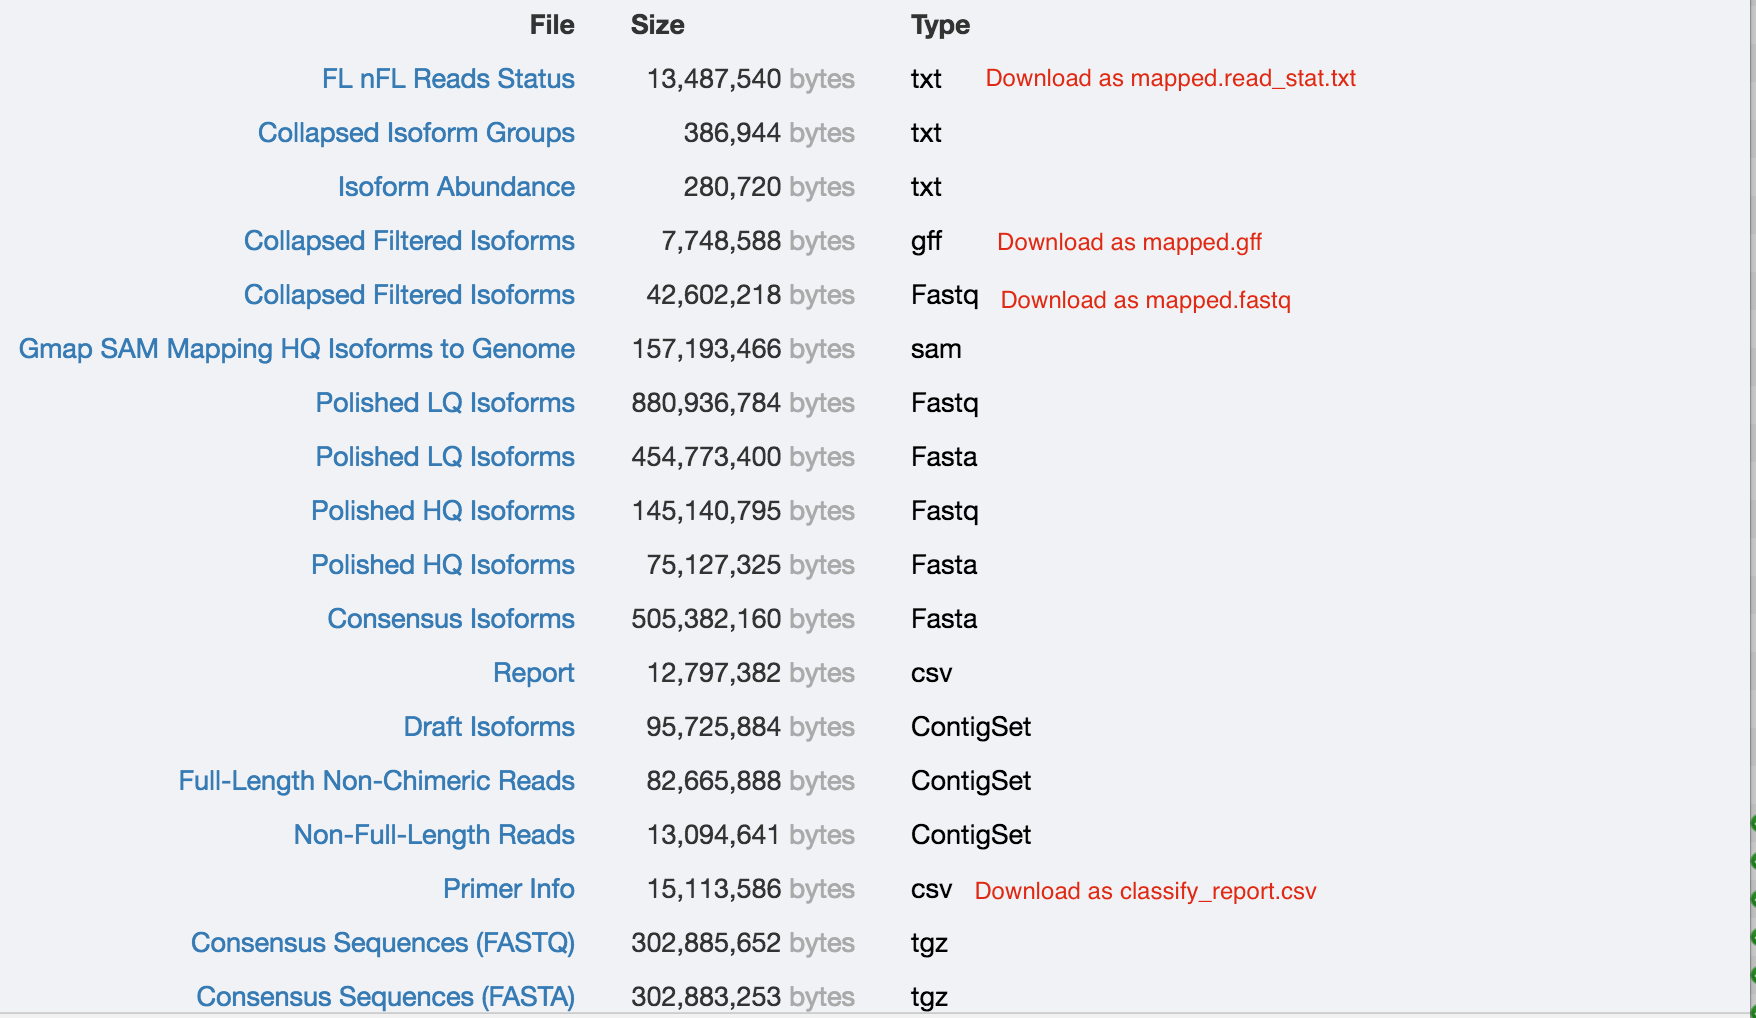 File Size Type
FL nFL Reads Status 13,487,540 bytes txt Download as mapped.read_stat.txt
Collapsed Isoform Groups 386,944 bytes txt
Isoform Abundance 280,720 bytes txt
Collapsed Filtered Isoforms 7,748,588 bytes gff Download as mapped.gff
Collapsed Filtered Isoforms 42,602,218 bytes Fastq Download as mapped.fastq
Gmap SAM Mapping HQ Isoforms to Genome 157,193,466 bytes sam
Polished LQ Isoforms 880,936,784 bytes Fastq
Polished LQ Isoforms 454,773,400 bytes Fasta
Polished HQ Isoforms 145,140,795 bytes Fastq
Polished HQ Isoforms 75,127,325 bytes Fasta
Consensus Isoforms 505,382,160 bytes Fasta
Report 12,797,382 bytes csv
Draft Isoforms 95,725,884 bytes ContigSet
Full-Length Non-Chimeric Reads 82,665,888 bytes ContigSet
Non-Full-Length Reads 13,094,641 bytes ContigSet
Primer Info 15,113,586 bytes csv Download as classify_report.csv
Consensus Sequences (FASTQ) 302,885,652 bytes tgz
Consensus Sequences (FASTA) 302,883,253 bytes tgz